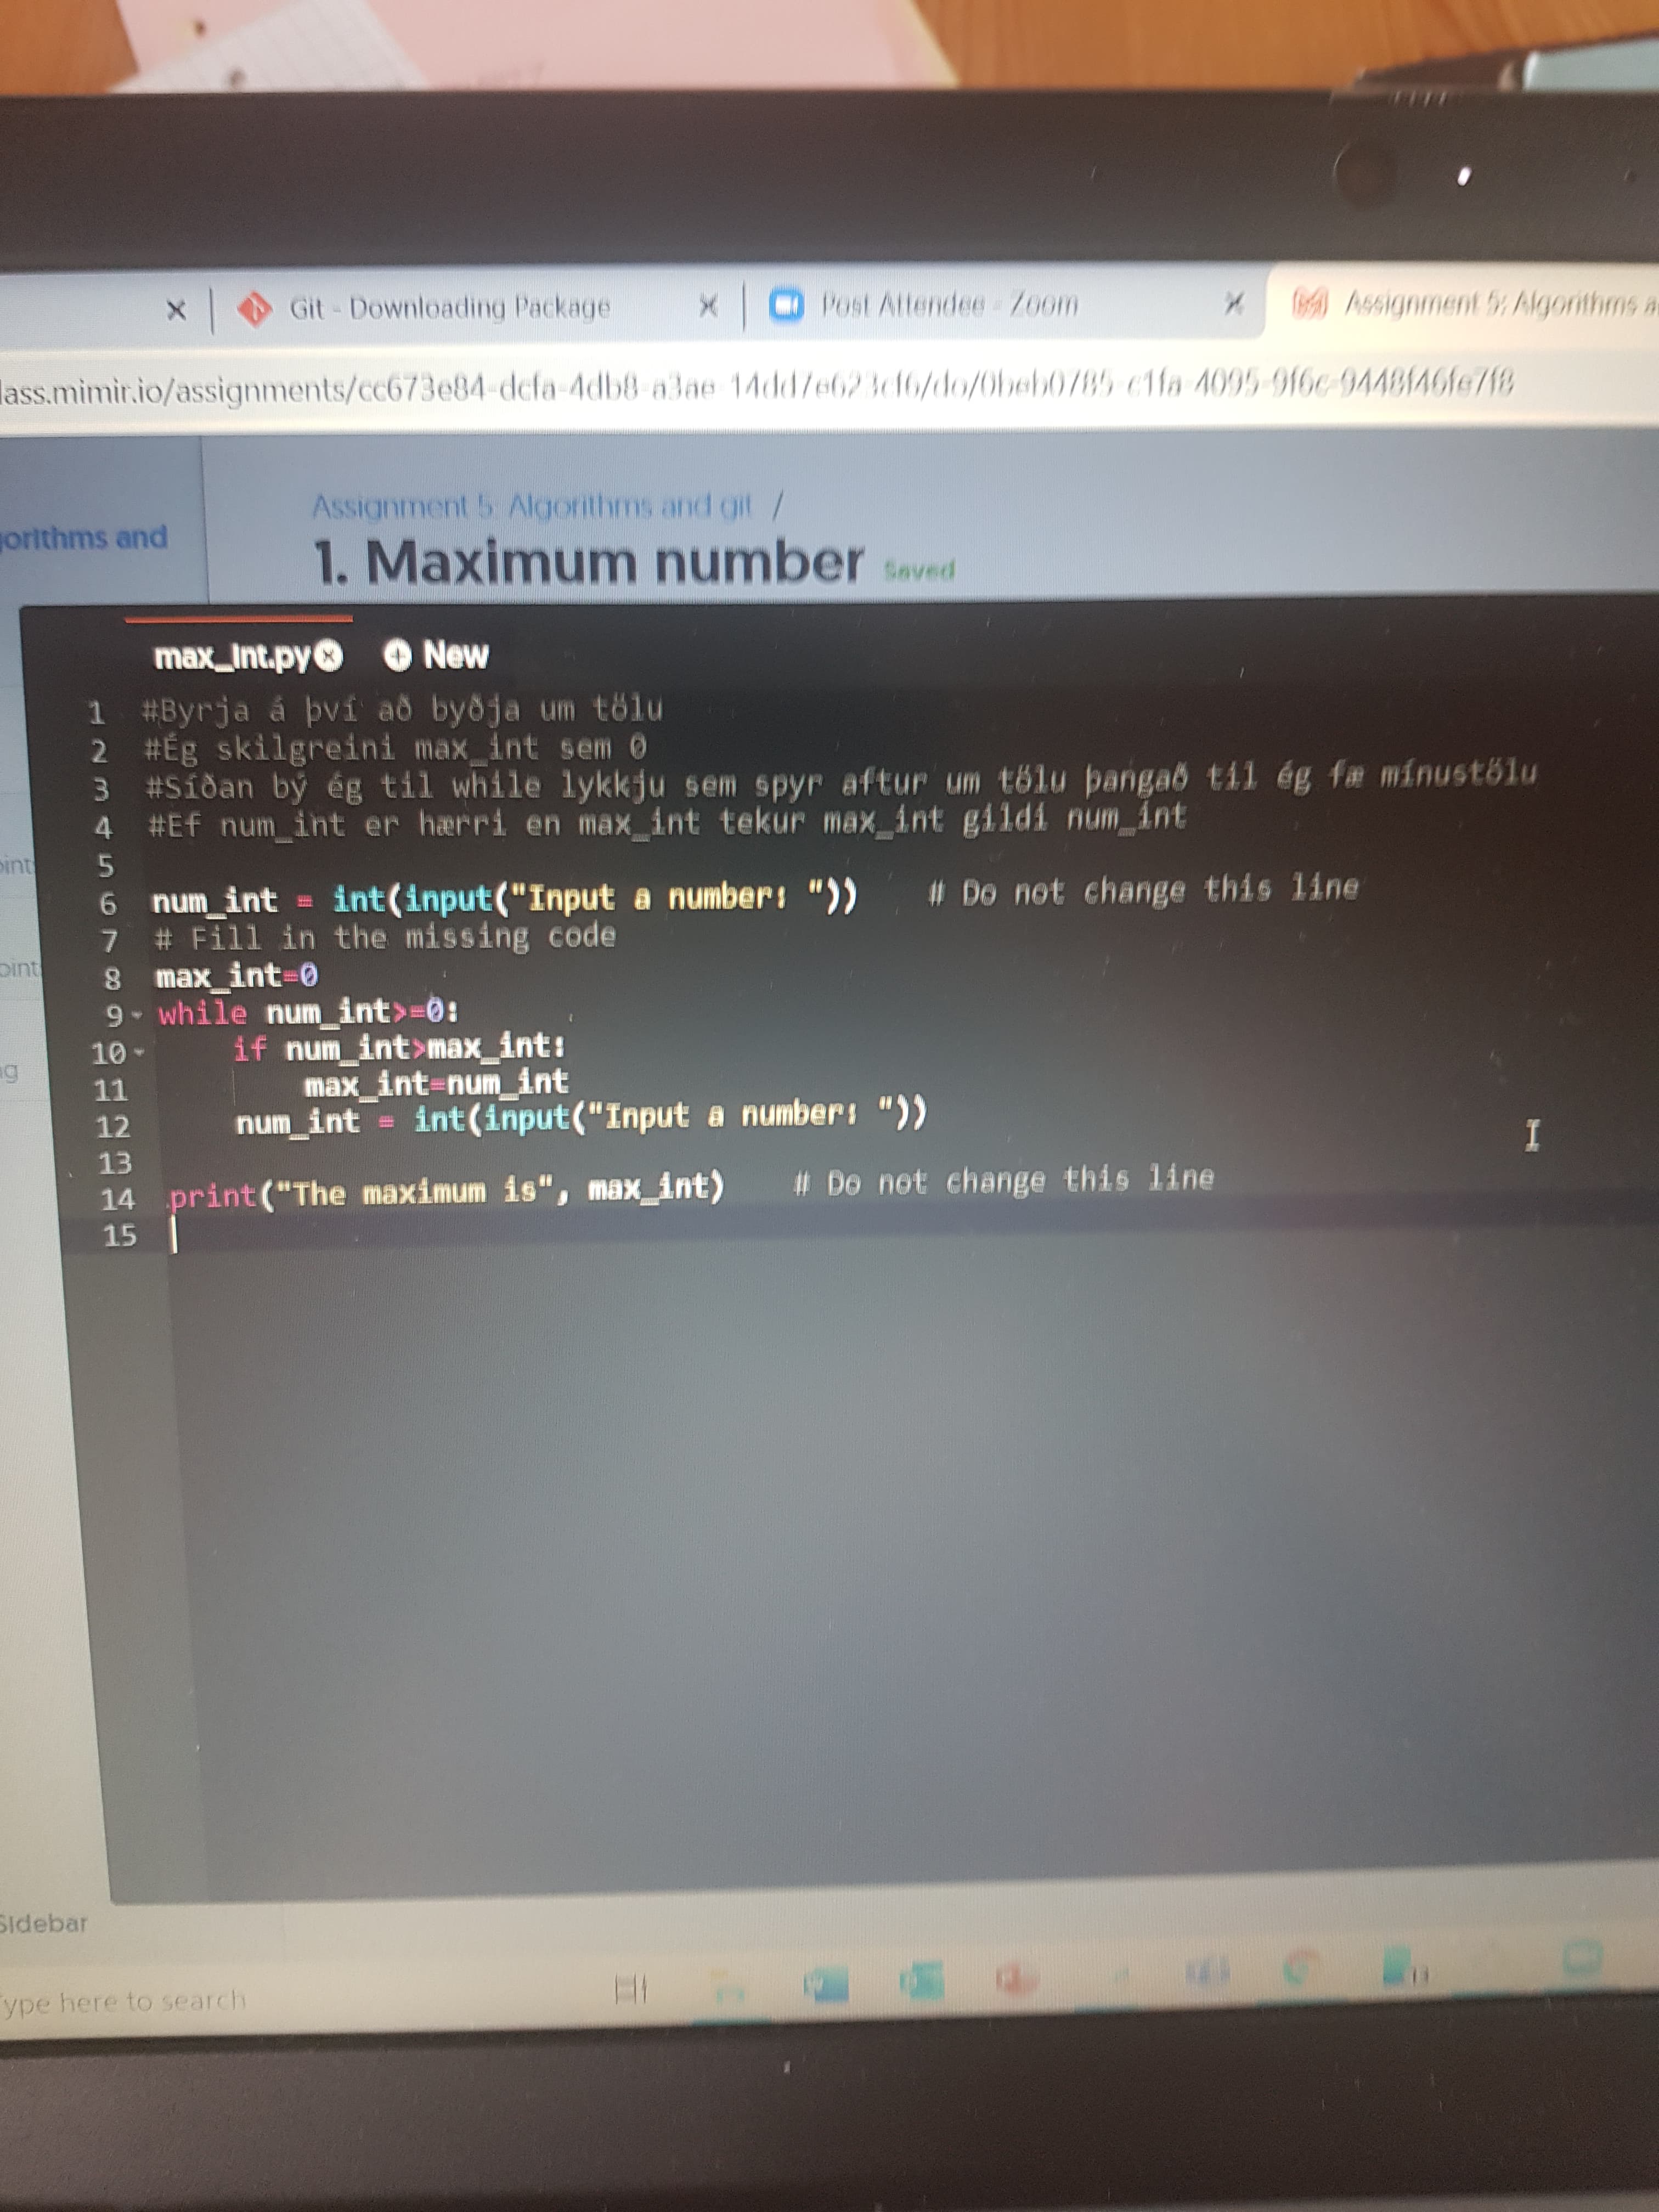 Git - Downloading Package
Post Attendee - Zoom
Assignment 5: Algorithms a
lass.mimir.io/assignments/cc673e84-dcfa-4db8-a3ae-14dd7e623cf6/do/0beb0785-c1fa-4095-9f6c-9448f46fe7f8
Assignment 5: Algorithms and git /
gorithms and
1. Maximum number Saved
max_int.py New
1 #Byrja á því að byðja um tölu
2 #Ég skilgreini max_int sem 0
3 #Síðan bý ég til while lykkju sem spyr aftur um tölu þangað til ég fæ mínustölu
4 #Ef num_int er hærri en max_int tekur max_int gildi num_int
5
6 num_int = int(input("Input a number: ")) # Do not change this line
7 # Fill in the missing code
8 max_int=0
9 while num_int>=0:
10 if num_int>max_int:
11 max_int=num_int
12 num_int = int(input("Input a number: "))
13
14 print("The maximum is", max_int) # Do not change this line
15
oint
oint
ng
Sidebar
ype here to search